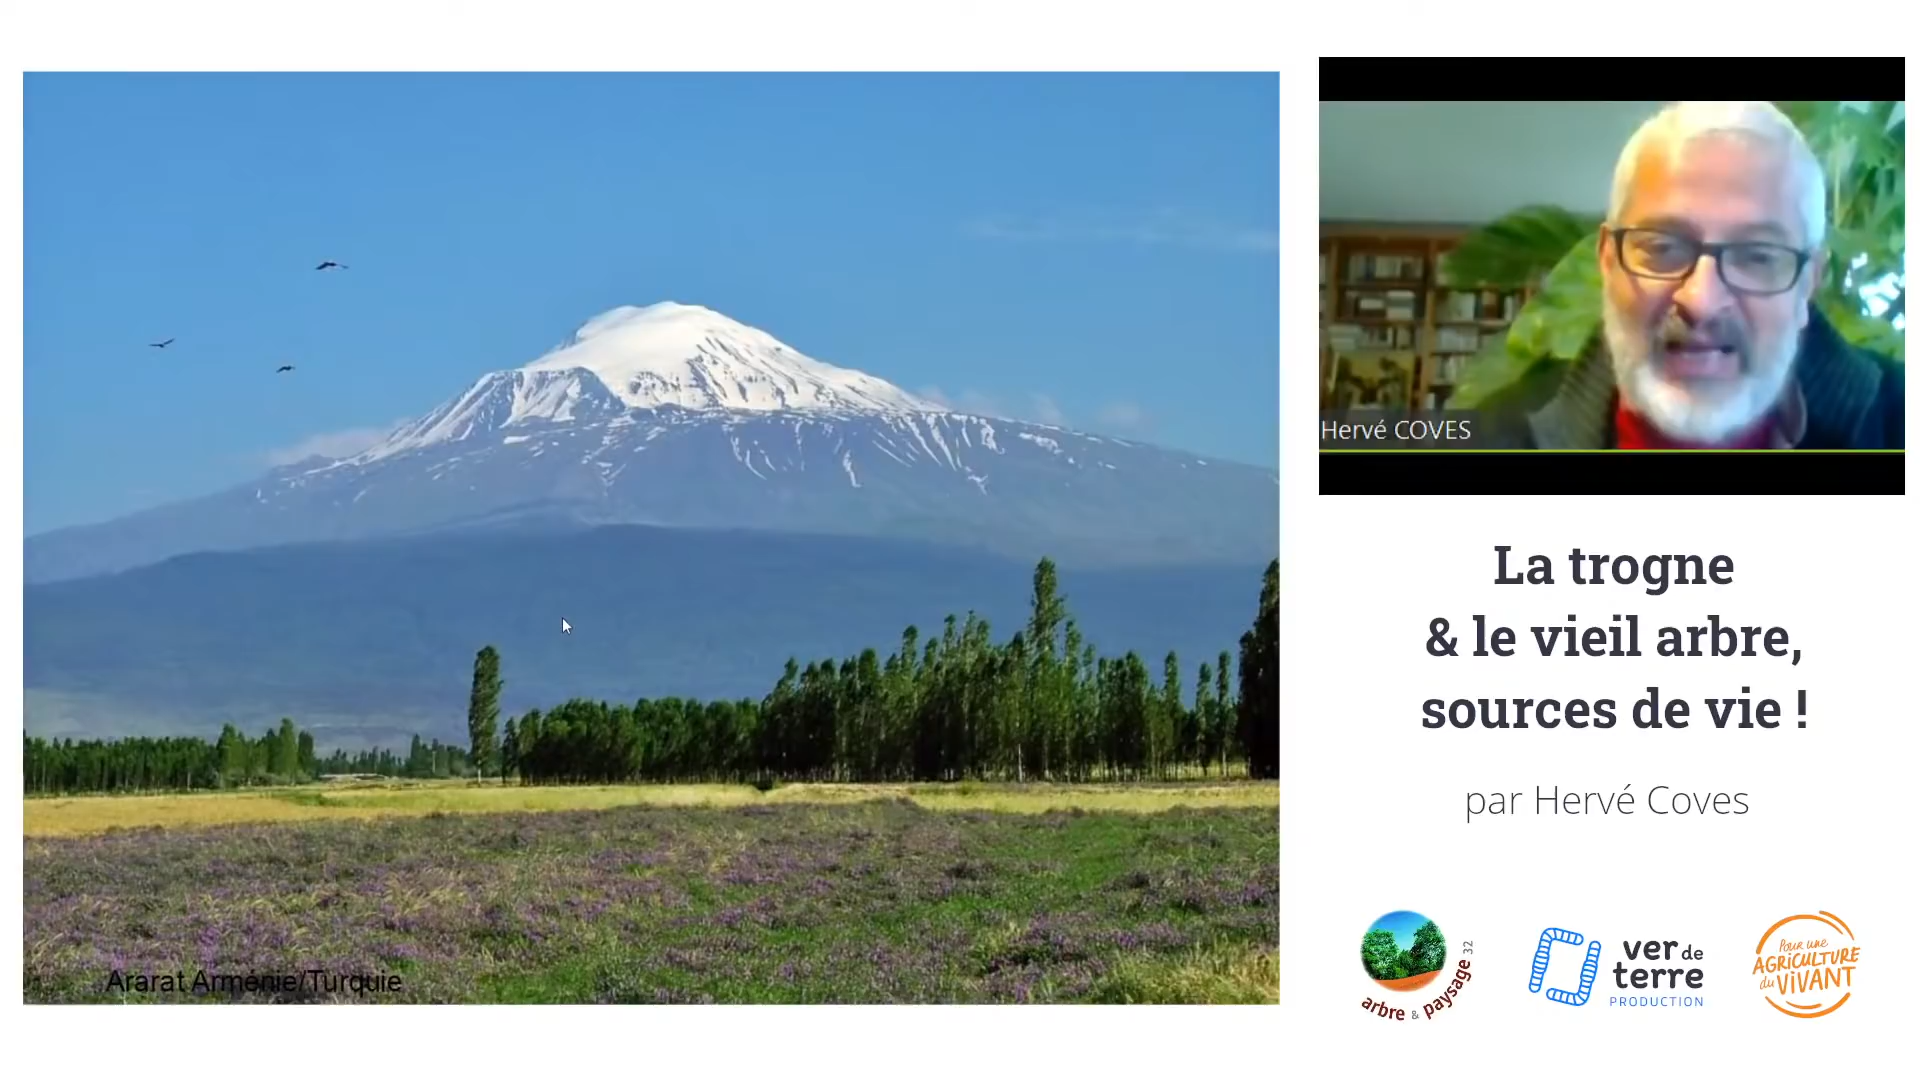 Ararat Arménie/Turquie
Hervé COVES
La trogne
& le vieil arbre,
sources de vie !
par Hervé Coves
arbre & paysage 32
ver de
terre
PRODUCTION
Pour une
AGRICULTURE
du VIVANT